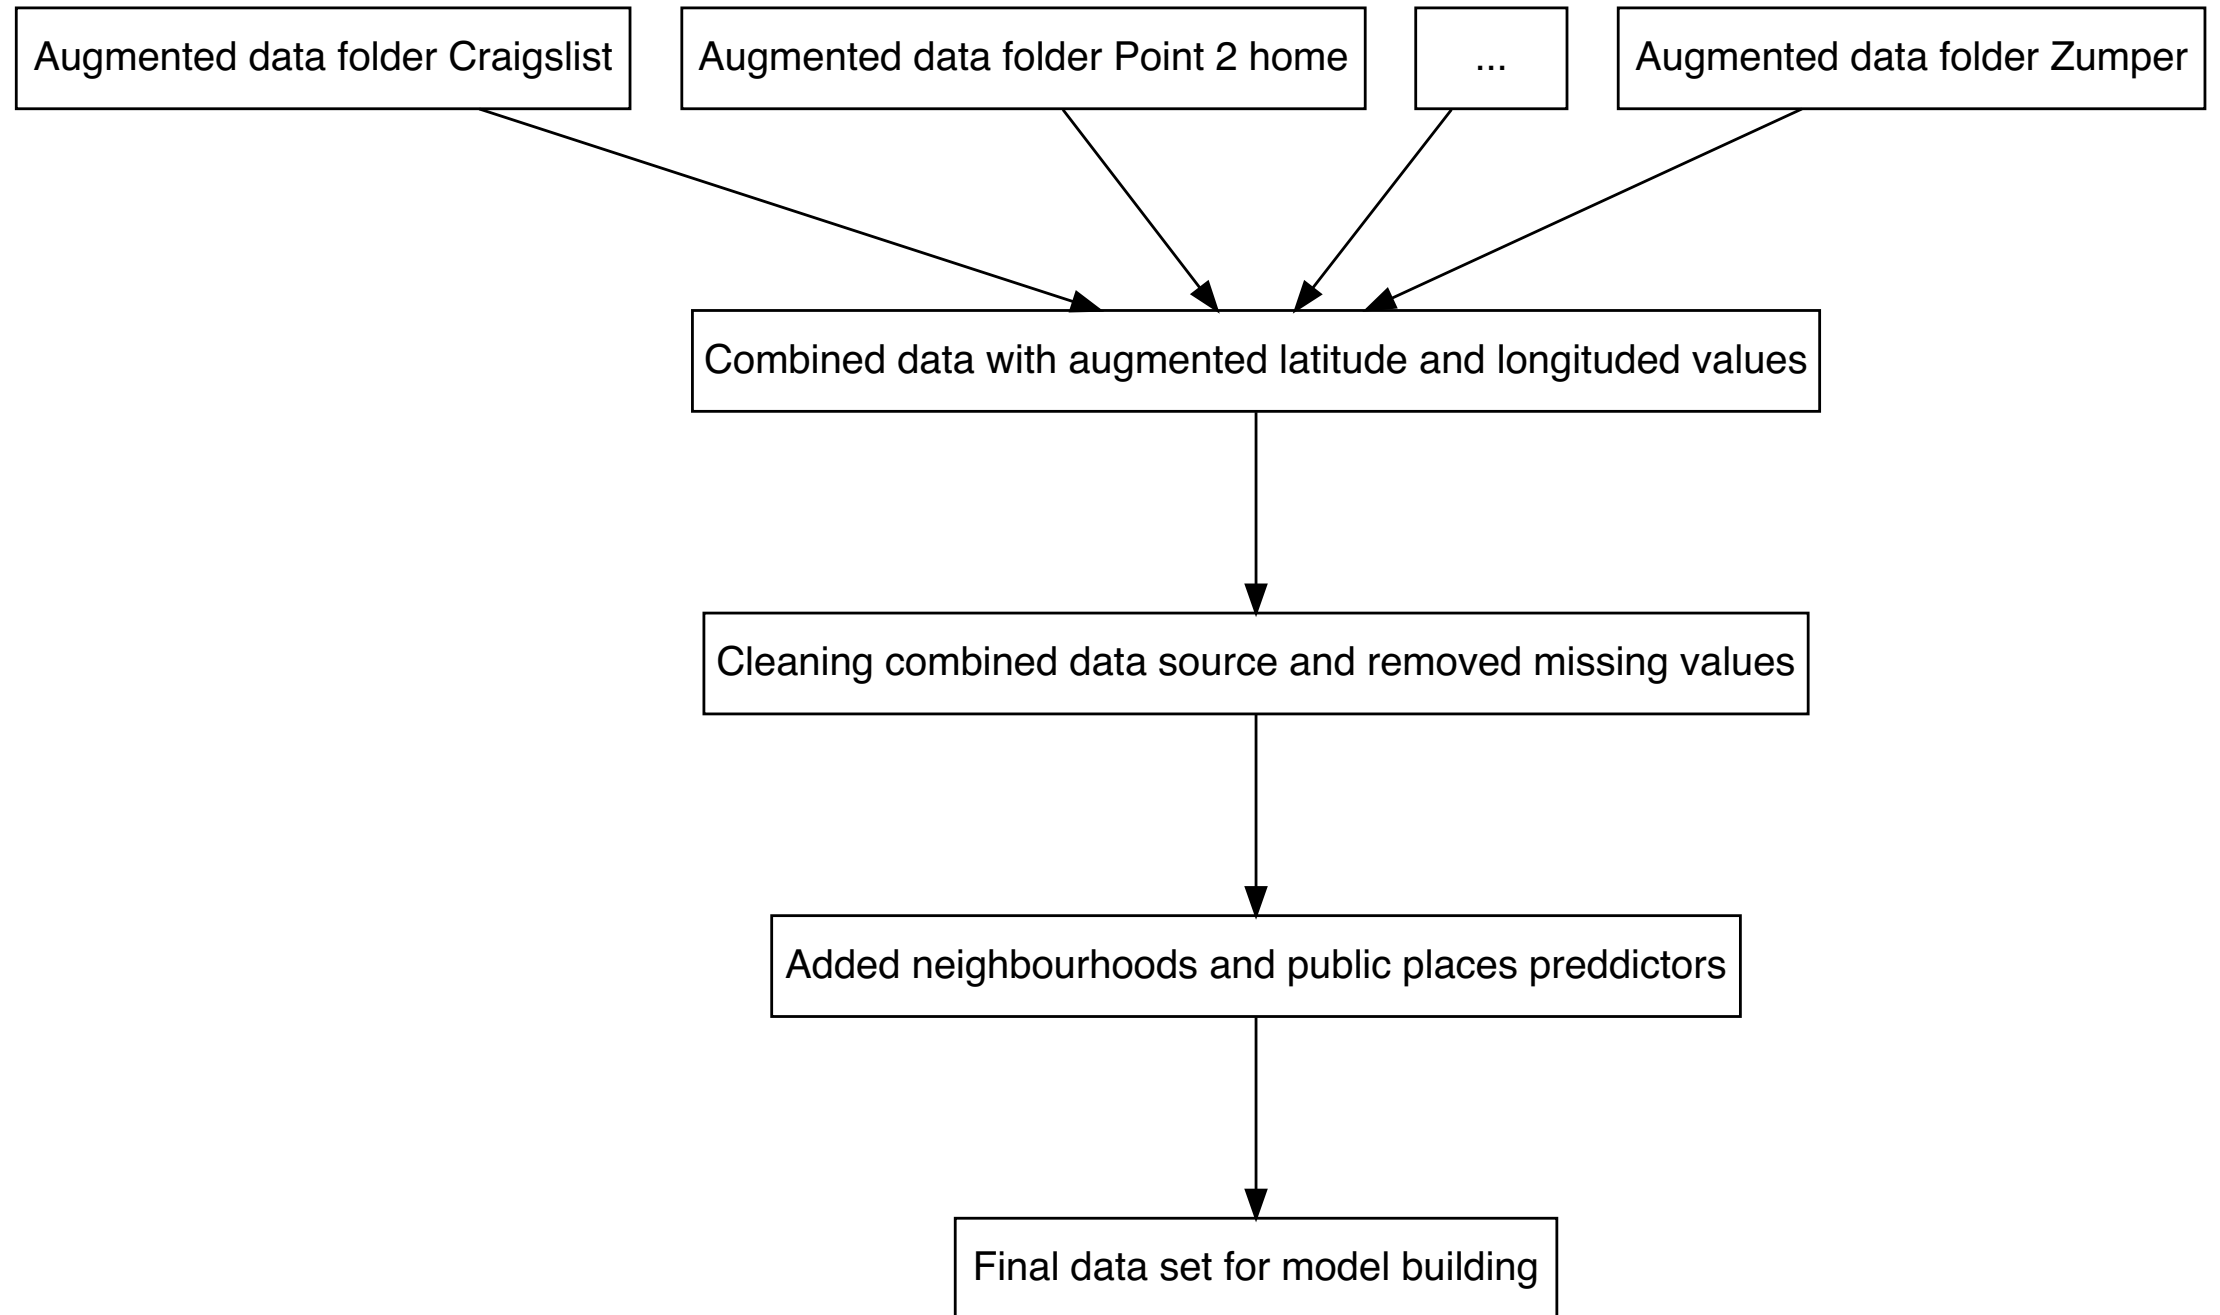 Augmented data folder Craigslist
Augmented data folder Point 2 home
...
Augmented data folder Zumper
Combined data with augmented latitude and longituded values
Cleaning combined data source and removed missing values
Added neighbourhoods and public places preddictors
Final data set for model building